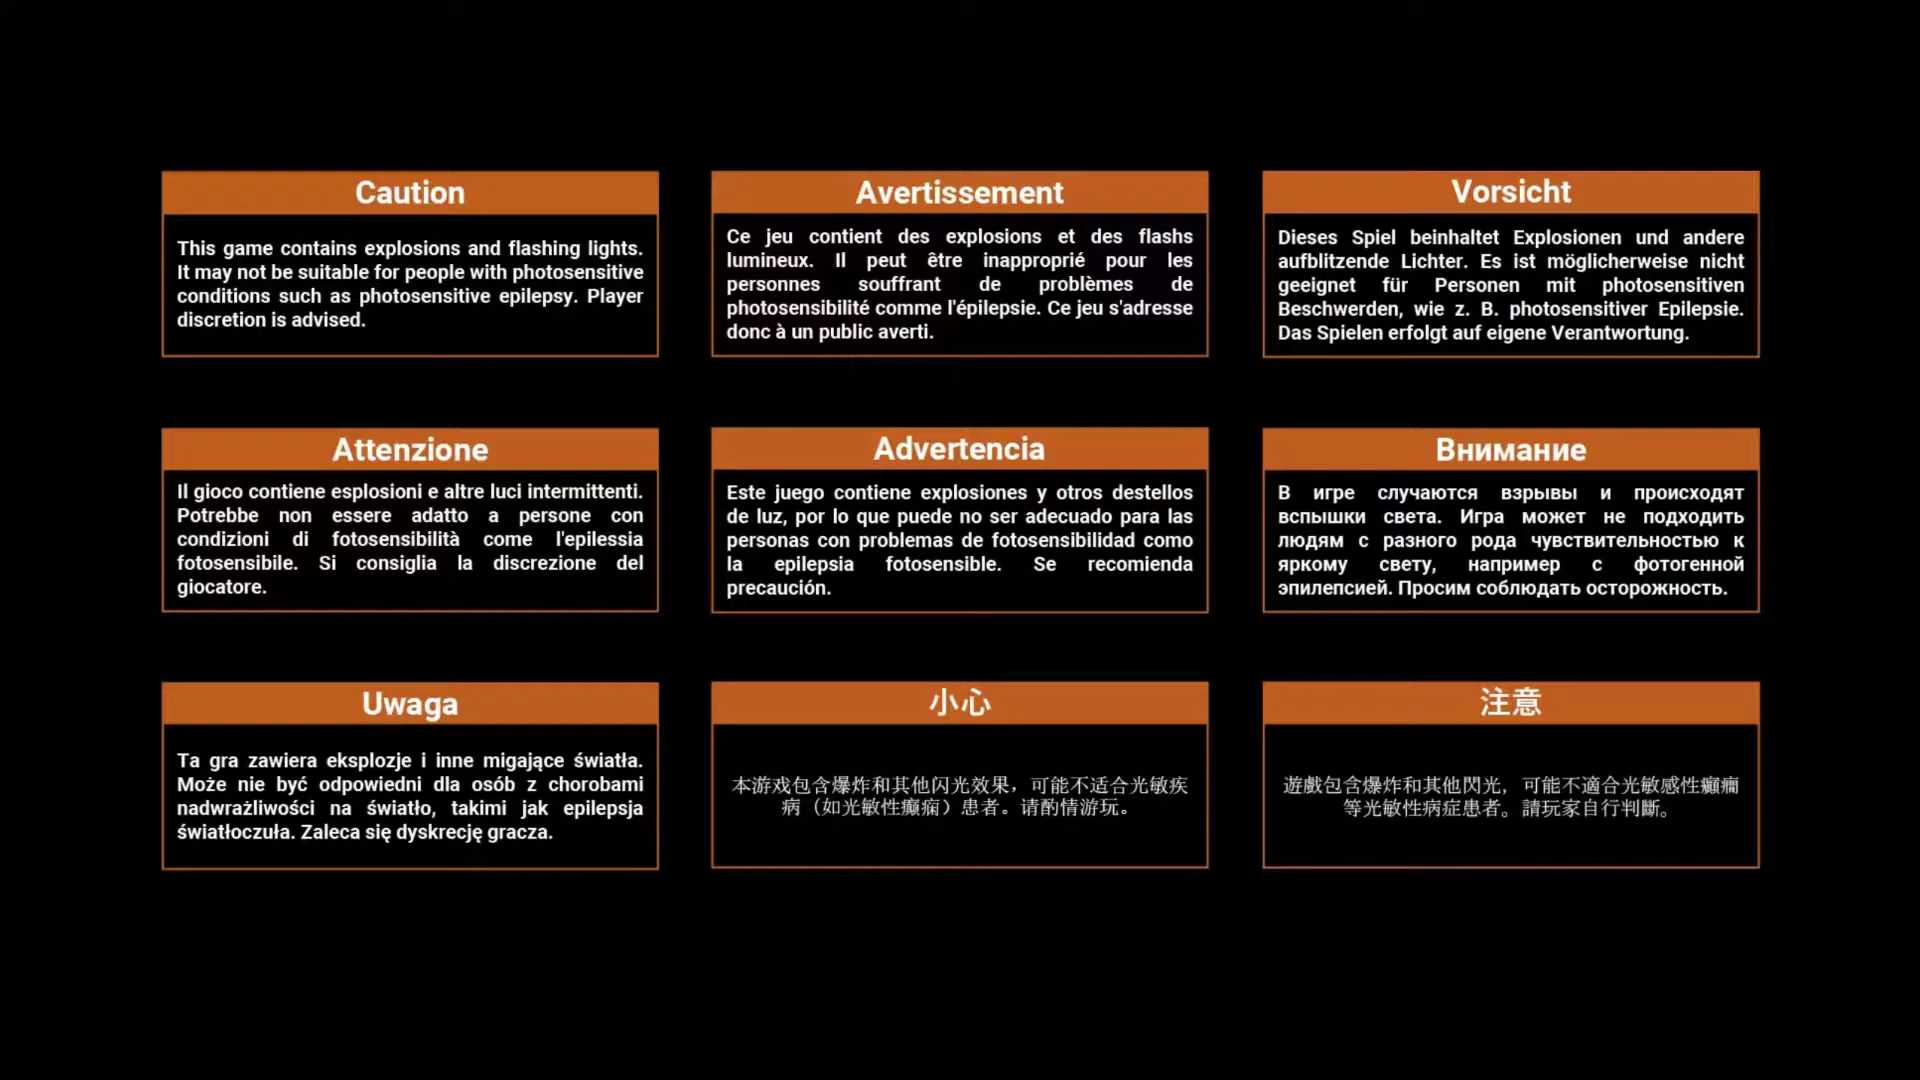 Caution
This game contains explosions and flashing lights.
It may not be suitable for people with photosensitive
conditions such as photosensitive epilepsy. Player
discretion is advised.
Avertissement
Ce jeu contient des explosions et des flashs
lumineux. Il peut être inapproprié pour les
personnes souffrant de problèmes de
photosensibilité comme l'épilepsie. Ce jeu s'adresse
donc à un public averti.
Vorsicht
Dieses Spiel beinhaltet Explosionen und andere
aufblitzende Lichter. Es ist möglicherweise nicht
geeignet für Personen mit photosensitiven
Beschwerden, wie z. B. photosensitiver Epilepsie.
Das Spielen erfolgt auf eigene Verantwortung.
Attenzione
Il gioco contiene esplosioni e altre luci intermittenti.
Potrebbe non essere adatto a persone con
condizioni di fotosensibilità come l'epilessia
fotosensibile. Si consiglia la discrezione del
giocatore.
Advertencia
Este juego contiene explosiones y otros destellos
de luz, por lo que puede no ser adecuado para las
personas con problemas de fotosensibilidad como
la epilepsia fotosensible. Se recomienda
precaución.
Внимание
В игре случаются взрывы и происходят
вспышки света. Игра может не подходить
людям с разного рода чувствительностью к
яркому свету, например с фотогенной
эпилепсией. Просим соблюдать осторожность.
Uwaga
Ta gra zawiera eksplozje i inne migające światła.
Może nie być odpowiedni dla osób z chorobami
nadwrażliwości na światło, takimi jak epilepsja
światłoczuła. Zaleca się dyskrecję gracza.
小心
本游戏包含爆炸和其他闪光效果，可能不适合光敏疾
病（如光敏性癫痫）患者。请酌情游玩。
注意
遊戲包含爆炸和其他閃光，可能不適合光敏感性癲癇
等光敏性病症患者。請玩家自行判斷。